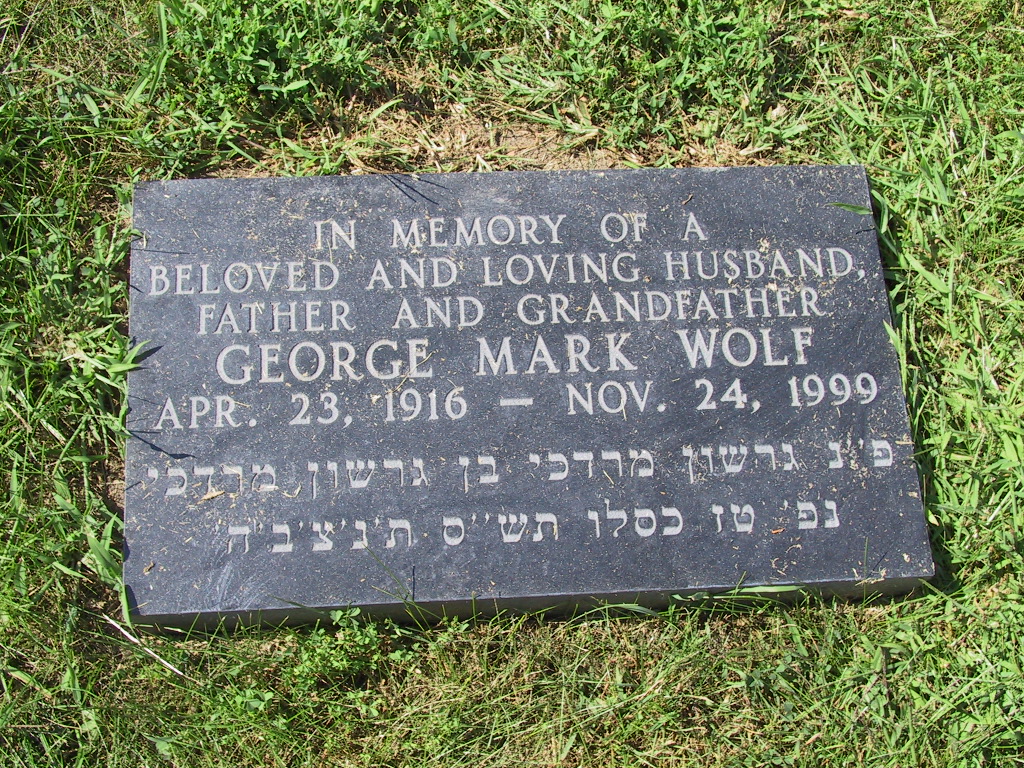 IN MEMORY OF A
BELOVED AND LOVING HUSBAND,
FATHER AND GRANDFATHER
GEORGE MARK WOLF
APR. 23, 1916 — NOV. 24, 1999
פ״נ גרשון מרדכי בן גרשון מרדכי
נפ׳ טז כסלו תש״ס ת׳נ׳צ׳ב׳ה